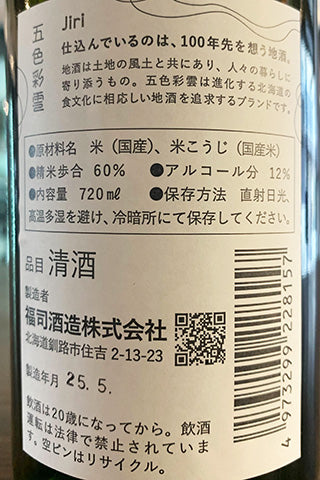 五色彩雲
Jiri
仕込んでいるのは、100年先を想う地酒。
地酒は土地の風土と共にあり、人々の暮らしに
寄り添うもの。五色彩雲は進化する北海道の
食文化に相応しい地酒を追求するブランドです。
●原材料名 米(国産)、米こうじ(国産米)
●精米歩合 60% ●アルコール分 12%
●内容量 720mℓ ●保存方法 直射日光、
高温多湿を避け、冷暗所にて保存してください。
品目 清酒
製造者
福司酒造株式会社
北海道釧路市住吉 2-13-23
製造年月 25.5.
飲酒は20歳になってから。飲酒
運転は法律で禁止されていま
す。空ビンはリサイクル。
4973299228157